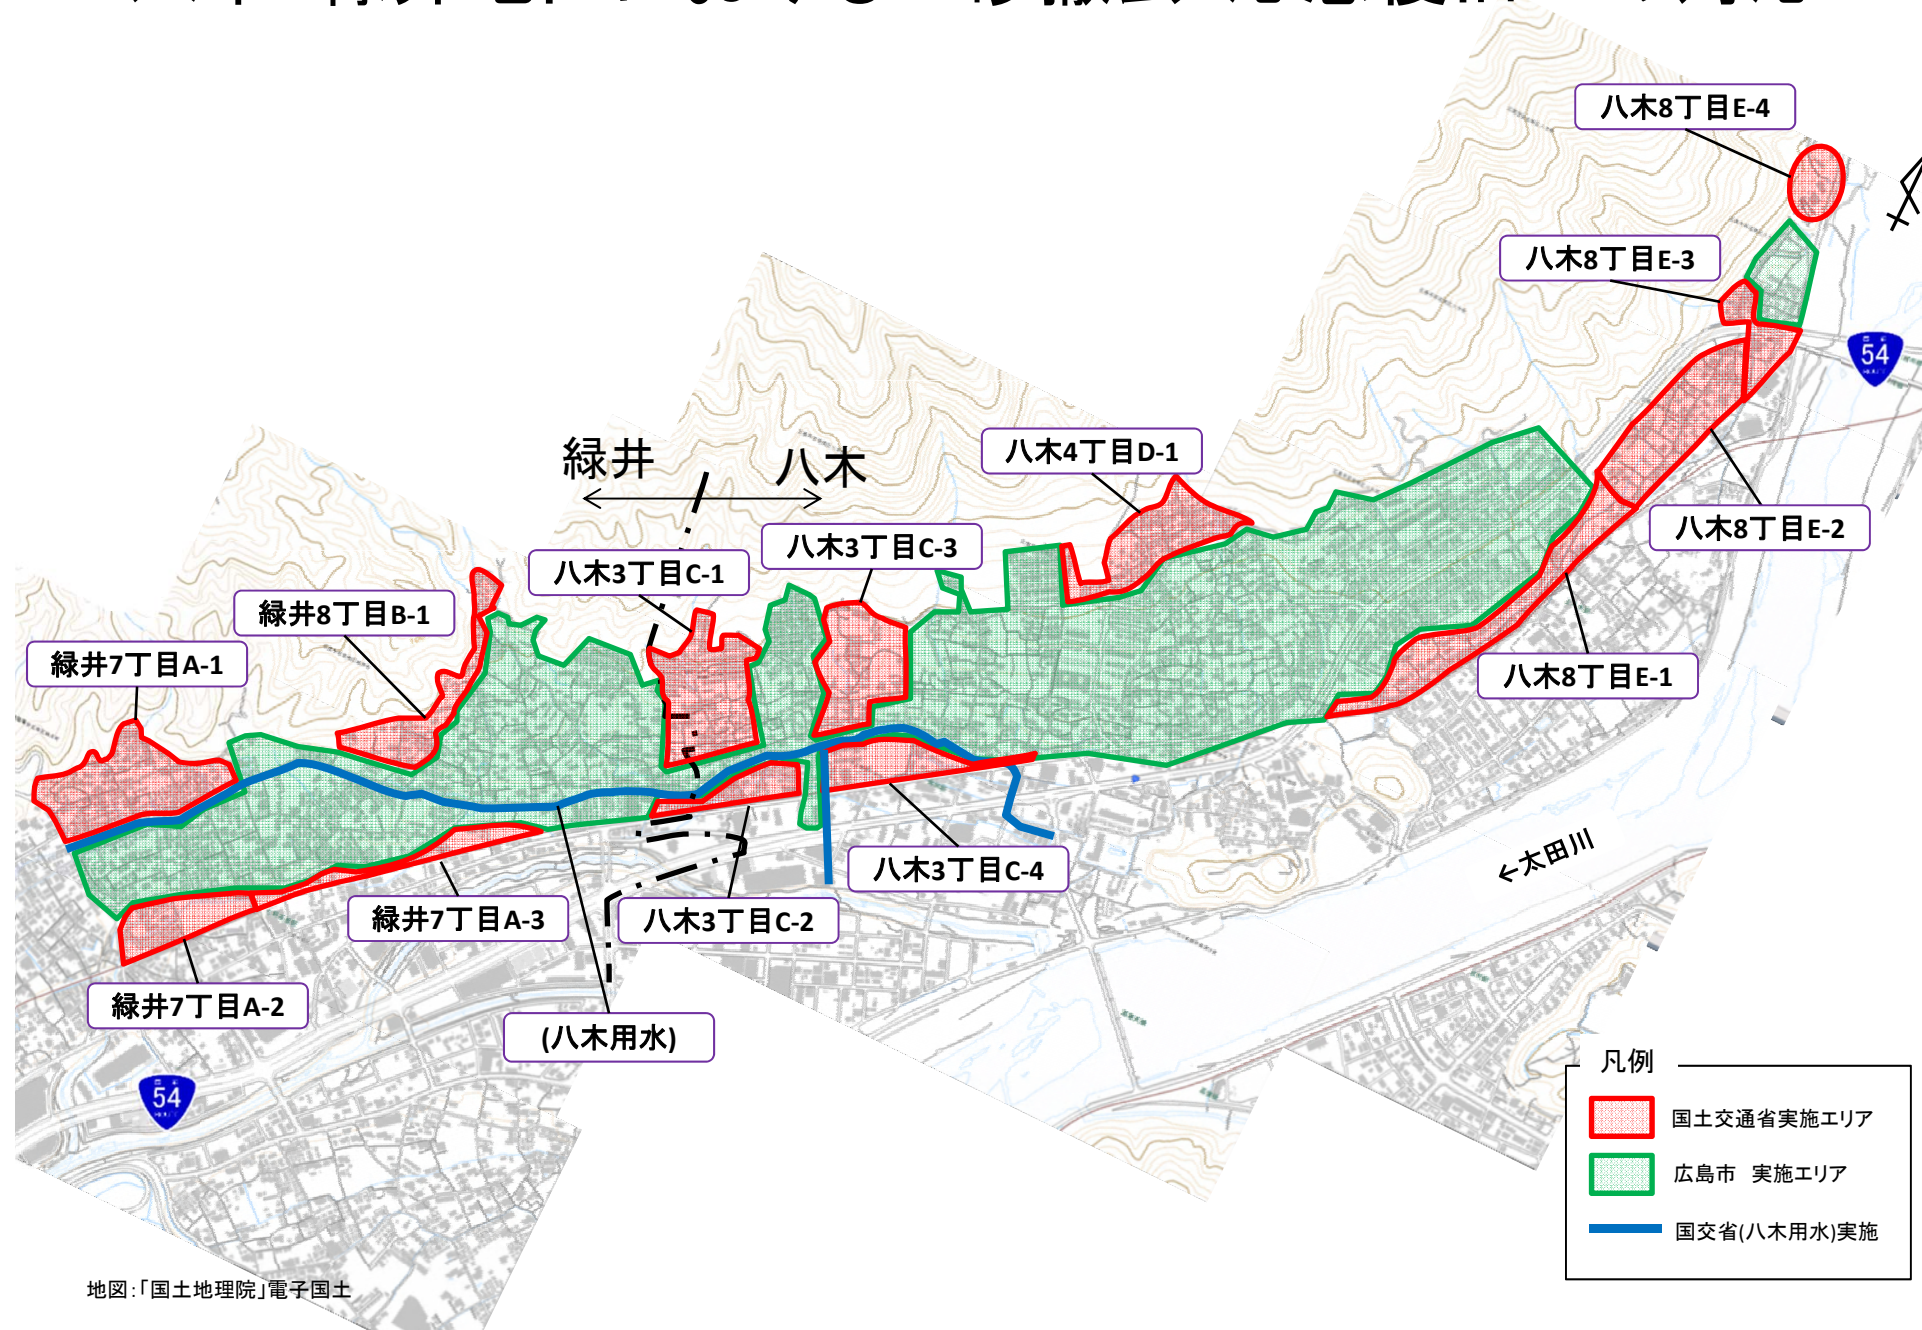 八木8丁目E-4
八木8丁目E-3
54
緑井
八木
八木4丁目D-1
八木3丁目C-3
八木3丁目C-1
八木8丁目E-2
緑井8丁目B-1
緑井7丁目A-1
八木8丁目E-1
←太田川
八木3丁目C-4
緑井7丁目A-3
八木3丁目C-2
緑井7丁目A-2
(八木用水)
54
凡例
国土交通省実施エリア
広島市 実施エリア
国交省(八木用水)実施
地図:「国土地理院」電子国土